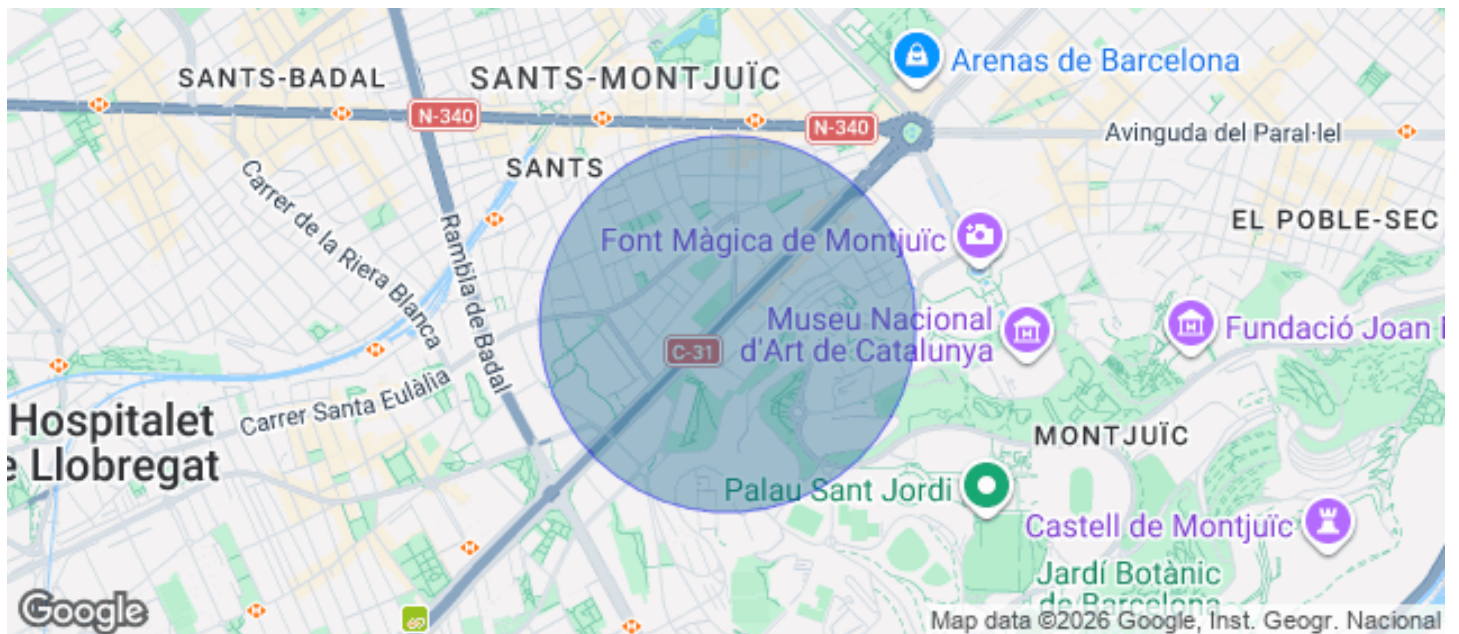 SANTS-BADAL
SANTS-MONTJUÏC
Arenas de Barcelona
N-340
N-340
Avinguda del Paral·lel
SANTS
Carrer de la Riera Blanca
Rambla de Badal
EL POBLE-SEC
Font Màgica de Montjuïc
Museu Nacional
d'Art de Catalunya
Fundació Joan
C-31
Carrer Santa Eulàlia
Hospitalet
e Llobregat
MONTJUÏC
Palau Sant Jordi
Castell de Montjuïc
Jardí Botànic
de Barcelona
Google
Map data ©2026 Google, Inst. Geogr. Nacional